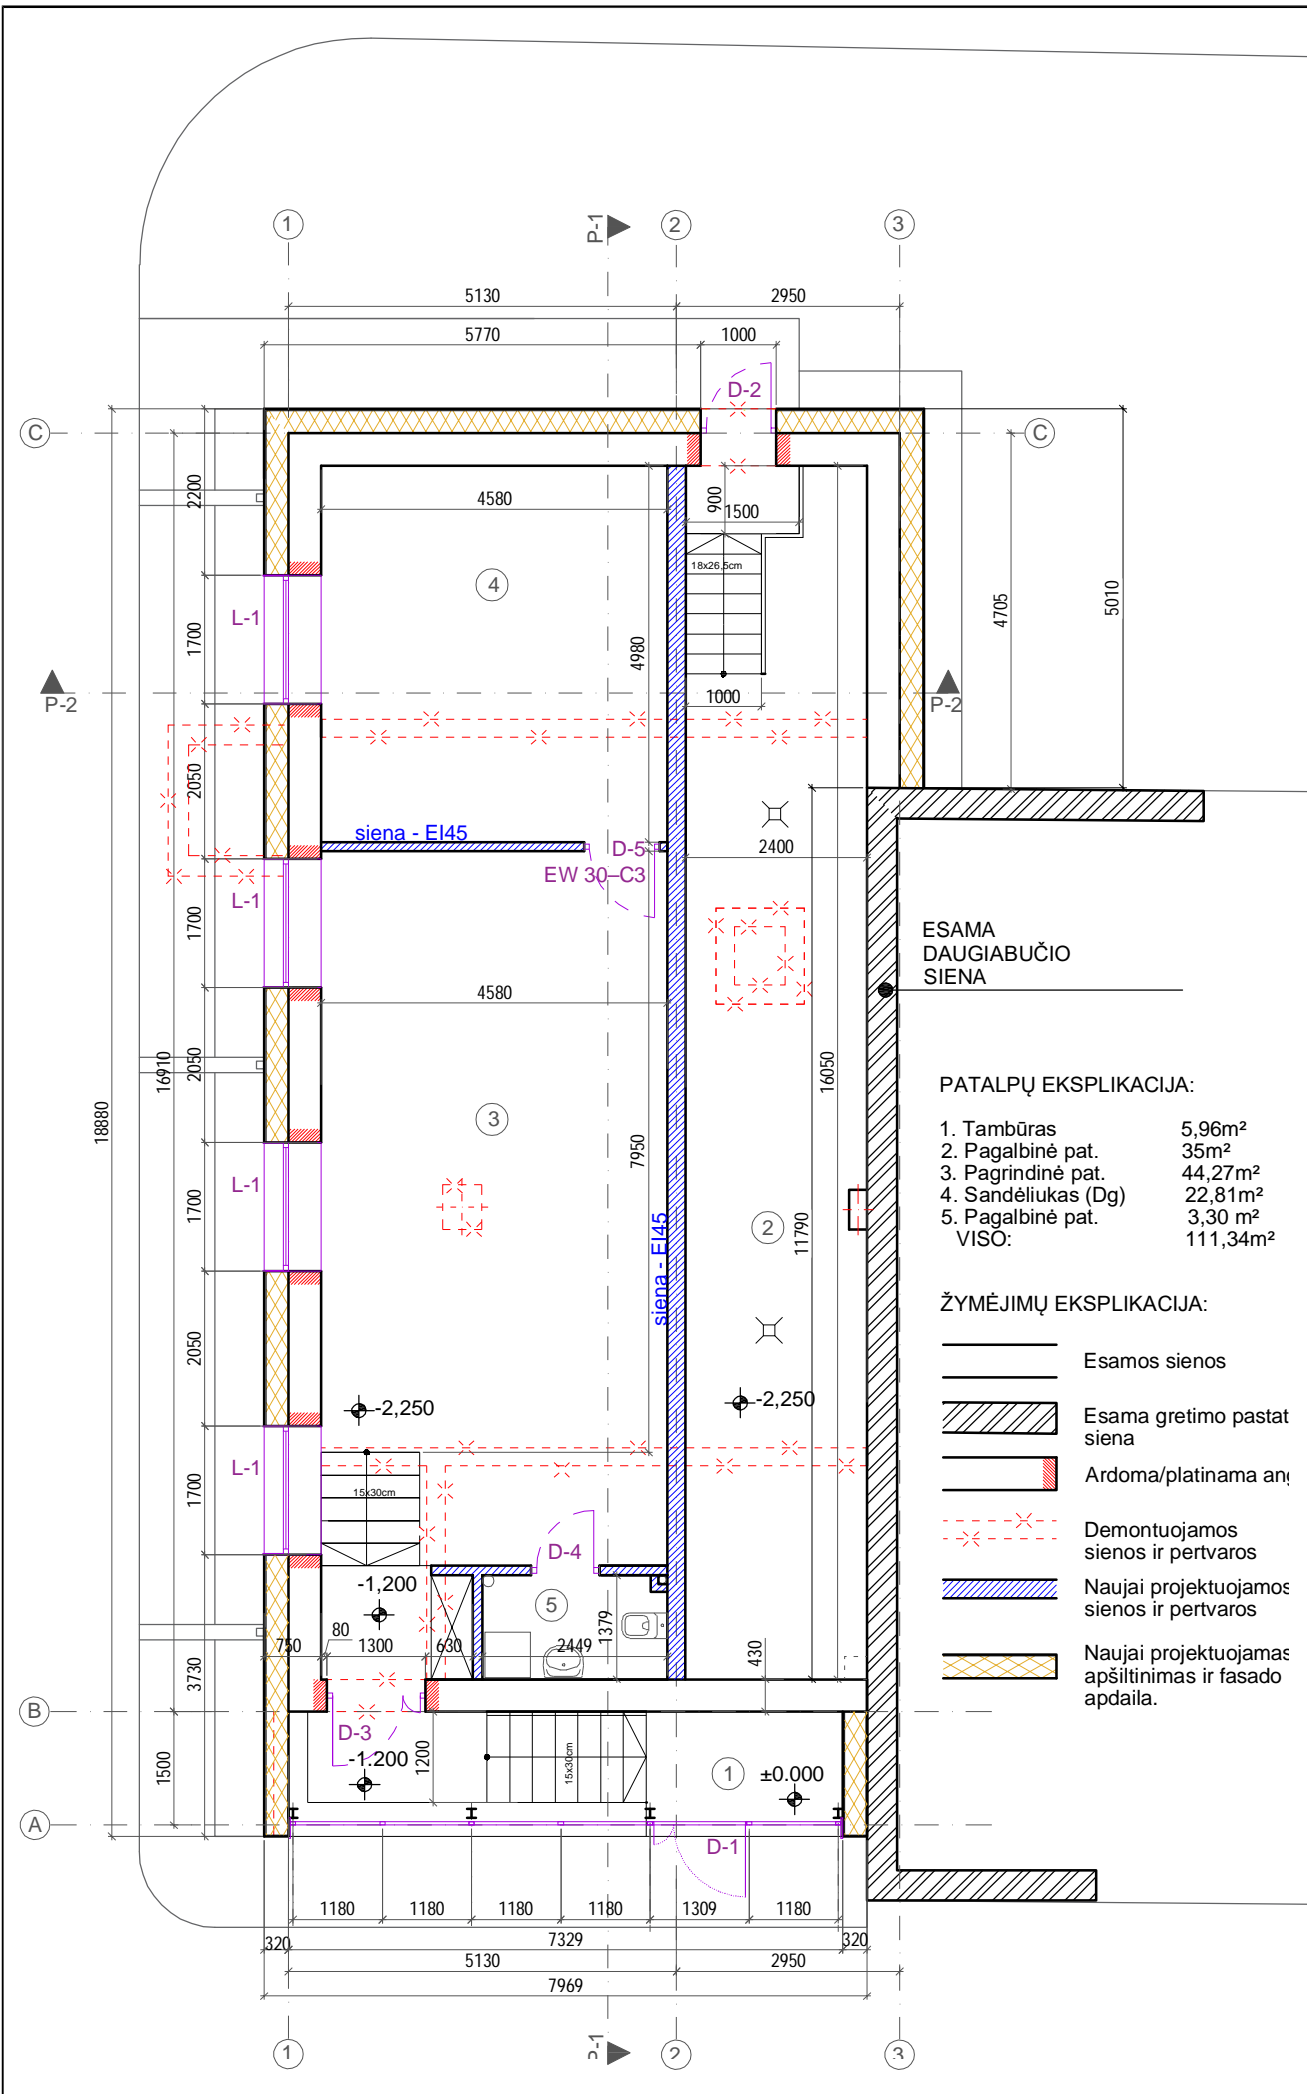 1
P-1
2
3
5130
2950
5770
1000
D-2
C
C
2200
4580
900
1500
18x26,5cm
4
L-1
1700
4980
4705
5010
P-2
1000
P-2
2050
siena - EI45
D-5
EW 30–C3
2400
L-1
1700
ESAMA
DAUGIABUČIO
SIENA
4580
16910
2050
16050
18880
3
7950
PATALPŲ EKSPLIKACIJA:
1. Tambūras 5,96m²
2. Pagalbinė pat. 35m²
3. Pagrindinė pat. 44,27m²
4. Sandėliukas (Dg) 22,81m²
5. Pagalbinė pat. 3,30 m²
VISO: 111,34m²
L-1
1700
siena - EI45
2
11790
ŽYMĖJIMŲ EKSPLIKACIJA:
Esamos sienos
Esama gretimo pastat
siena
Ardoma/platinama
Demontuojamos
sienos ir pertvaros
Naujai projektuojamos
sienos ir pertvaros
Naujai projektuojamas
apšiltinimas ir fasado
apdaila.
2050
-2,250
-2,250
L-1
1700
15x30cm
D-4
-1,200
5
80
750
1300
630
2449
1379
430
3730
B
D-3
-1.200
1200
15x30cm
1
±0.000
1500
A
D-1
1180
1180
1180
1180
1309
1180
320
7329
320
5130
2950
7969
1
P-1
2
3